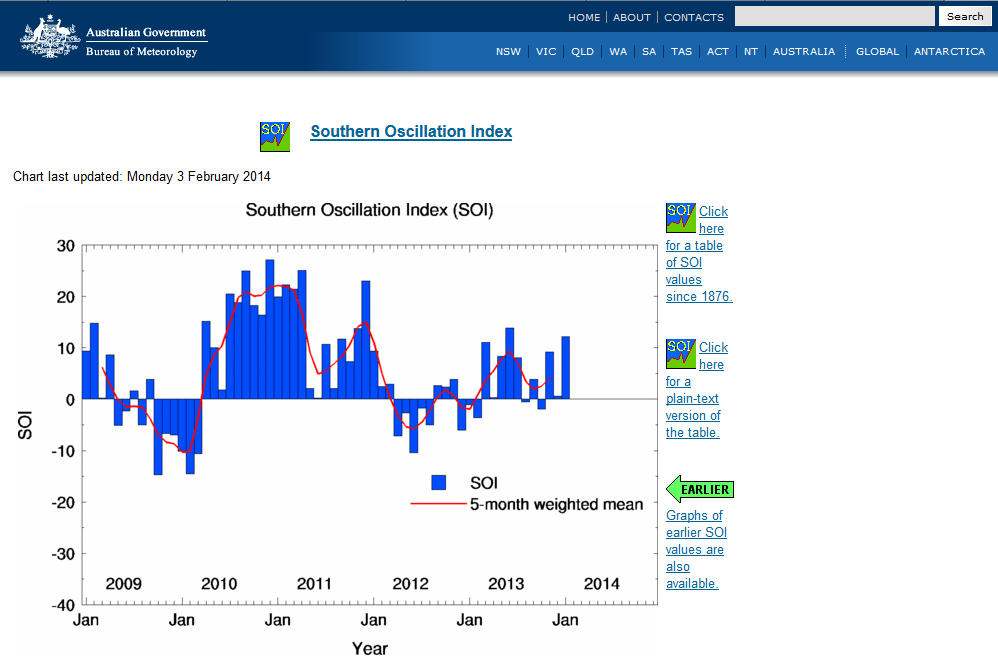 HOME | ABOUT | CONTACTS
Search
Australian Government
Bureau of Meteorology
NSW | VIC | QLD | WA | SA | TAS | ACT | NT | AUSTRALIA | GLOBAL | ANTARCTICA
SOI
Southern Oscillation Index
Chart last updated: Monday 3 February 2014
Southern Oscillation Index (SOI)
30
20
10
0
-10
-20
-30
-40
SOI
SOI
5-month weighted mean
2009 2010 2011 2012 2013 2014
Jan Jan Jan Jan Jan Jan
Year
SOI
Click
here
for a table
of SOI
values
since 1876.
SOI
Click
here
for a
plain-text
version of
the table.
EARLIER
Graphs of
earlier SOI
values are
also
available.